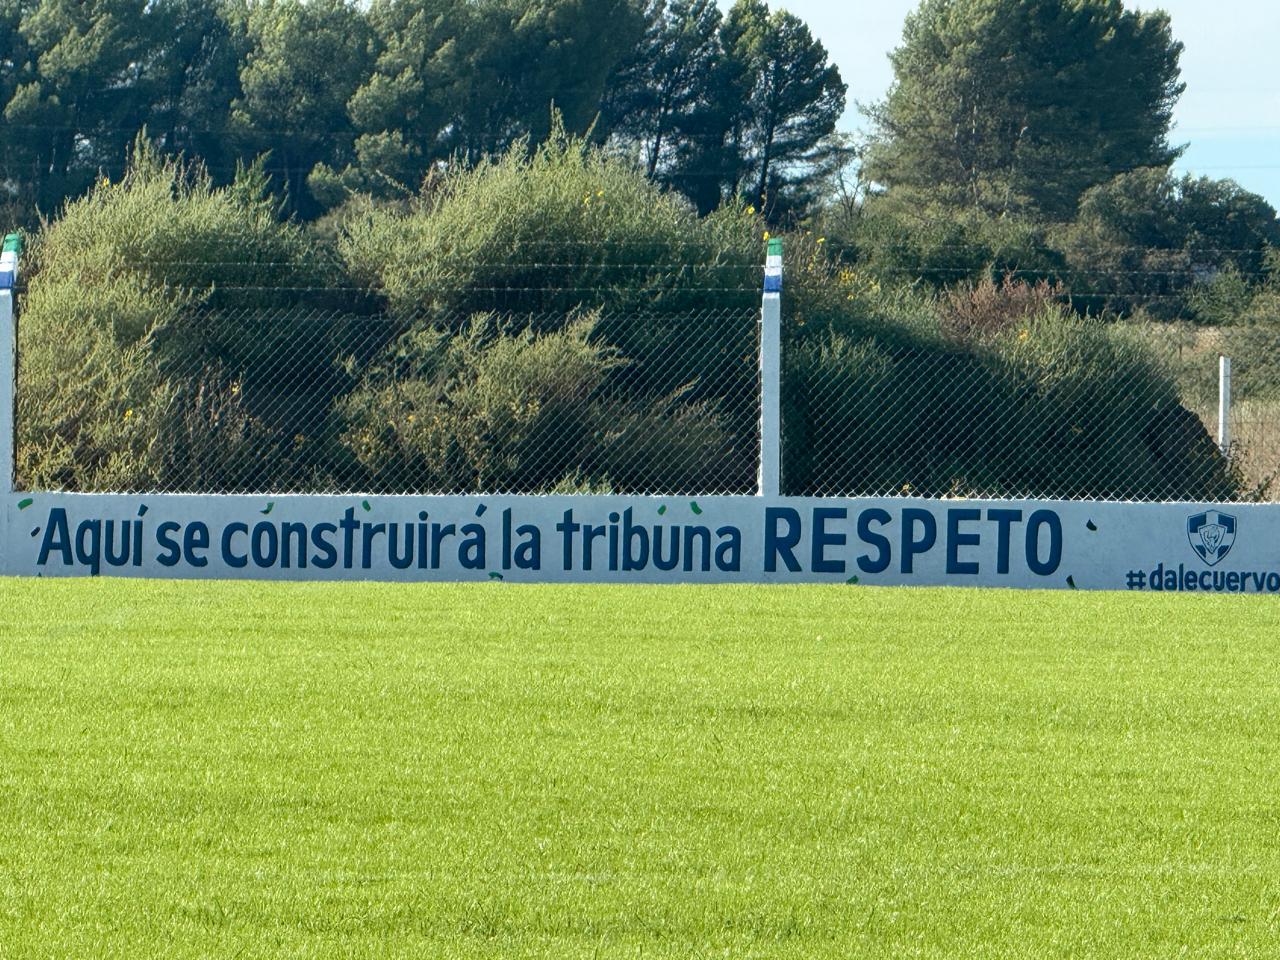 Aquí se construirá la tribuna RESPETO
#dalecuervo